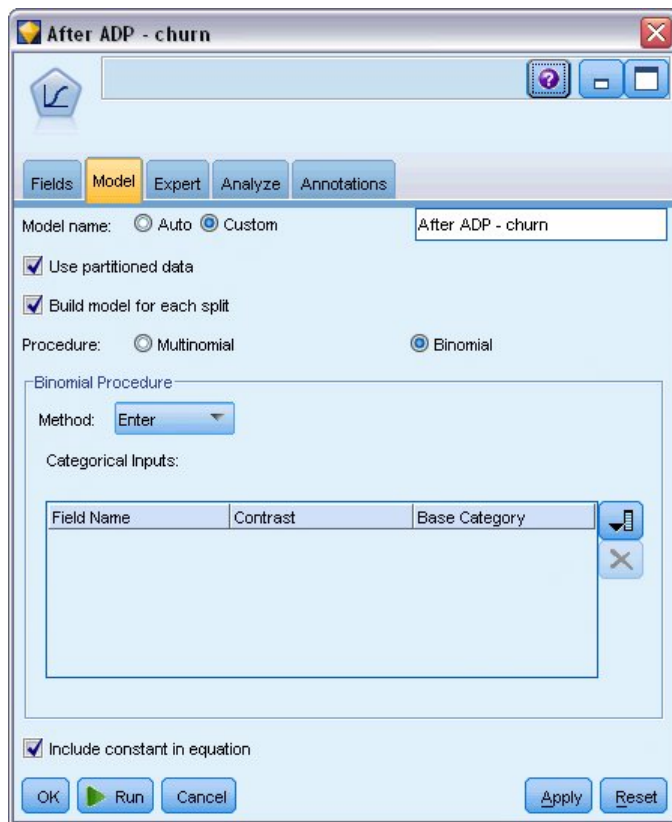 After ADP - churn
Fields Model Expert Analyze Annotations
Model name: Auto Custom After ADP - churn
Use partitioned data
Build model for each split
Procedure: Multinomial Binomial
Binomial Procedure
Method: Enter
Categorical Inputs:
Field Name Contrast Base Category
Include constant in equation
OK Run Cancel Apply Reset